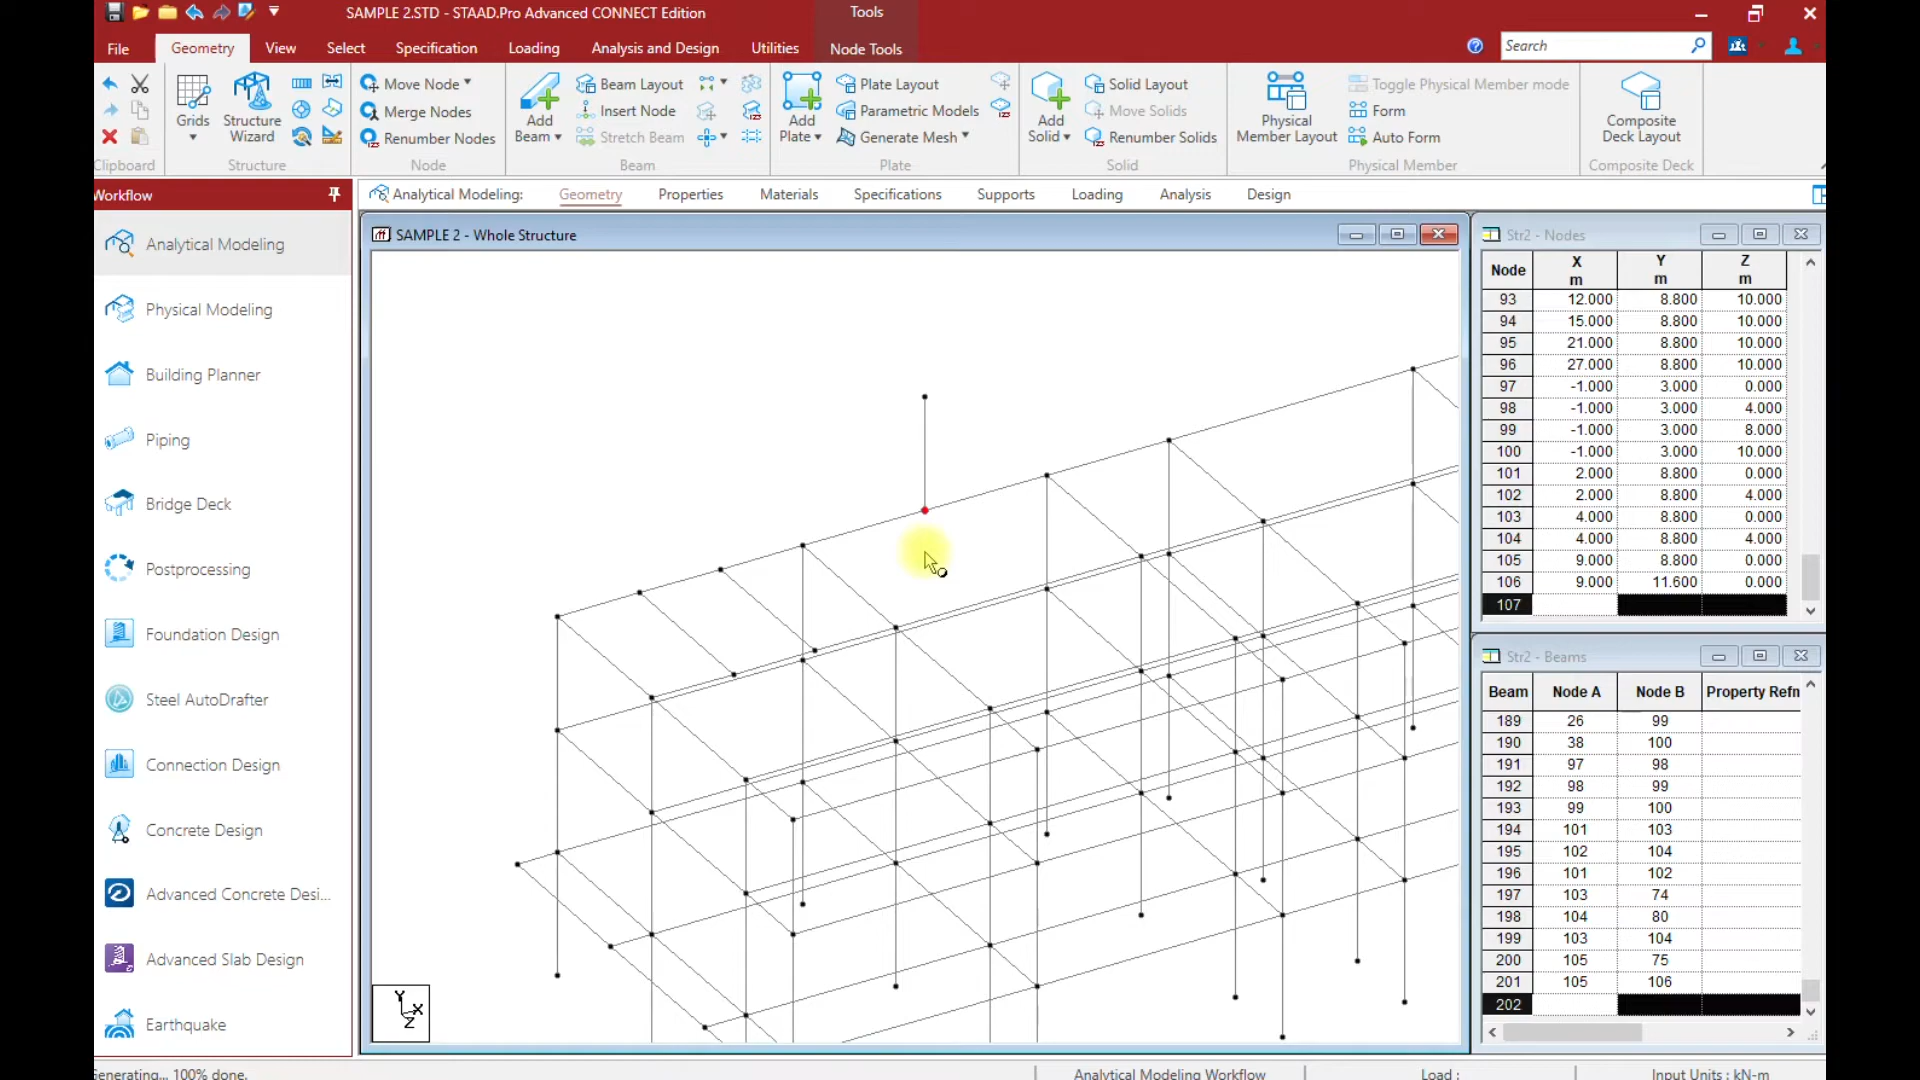 SAMPLE 2.STD - STAAD.Pro Advanced CONNECT Edition
Tools
File
Geometry
View
Select
Specification
Loading
Analysis and Design
Utilities
Node Tools
Search
Grids
Structure Wizard
Move Node
Merge Nodes
Renumber Nodes
Add Beam
Beam Layout
Insert Node
Stretch Beam
Add Plate
Plate Layout
Parametric Models
Generate Mesh
Add Solid
Solid Layout
Move Solids
Renumber Solids
Physical Member Layout
Toggle Physical Member mode
Form
Auto Form
Composite Deck Layout
Clipboard
Structure
Node
Beam
Plate
Solid
Physical Member
Composite Deck
Workflow
Analytical Modeling:
Geometry
Properties
Materials
Specifications
Supports
Loading
Analysis
Design
Analytical Modeling
Physical Modeling
Building Planner
Piping
Bridge Deck
Postprocessing
Foundation Design
Steel AutoDrafter
Connection Design
Concrete Design
Advanced Concrete Desi...
Advanced Slab Design
Earthquake
SAMPLE 2 - Whole Structure
Y
X
Z
Str2 - Nodes
Node X m Y m Z m
93 12.000 8.800 10.000
94 15.000 8.800 10.000
95 21.000 8.800 10.000
96 27.000 8.800 10.000
97 -1.000 3.000 0.000
98 -1.000 3.000 4.000
99 -1.000 3.000 8.000
100 -1.000 3.000 10.000
101 2.000 8.800 0.000
102 2.000 8.800 4.000
103 4.000 8.800 0.000
104 4.000 8.800 4.000
105 9.000 8.800 0.000
106 9.000 11.600 0.000
107
Str2 - Beams
Beam Node A Node B Property Refn
189 26 99
190 38 100
191 97 98
192 98 99
193 99 100
194 101 103
195 102 104
196 101 102
197 103 74
198 104 80
199 103 104
200 105 75
201 105 106
202
Generating... 100% done.
Analytical Modeling Workflow
Load :
Input Units : kN-m